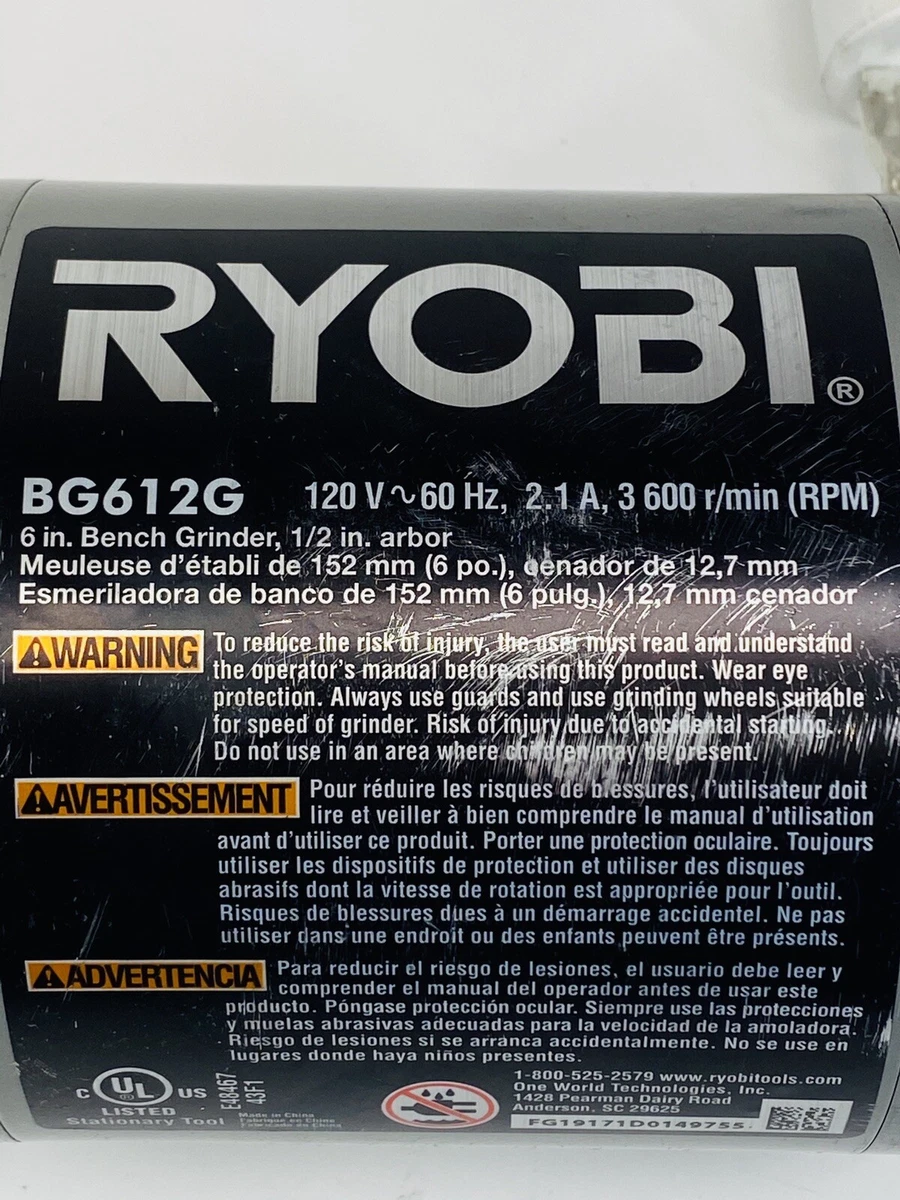 RYOBI®
BG612G 120 V~60 Hz, 2.1 A, 3 600 r/min (RPM)
6 in. Bench Grinder, 1/2 in. arbor
Meuleuse d'établi de 152 mm (6 po.), cenador de 12,7 mm
Esmeriladora de banco de 152 mm (6 pulg.), 12,7 mm cenador
WARNING To reduce the risk of injury, the user must read and understand
the operator's manual before using this product. Wear eye
protection. Always use guards and use grinding wheels suitable
for speed of grinder. Risk of injury due to accidental starting.
Do not use in an area where children may be present.
AVERTISSEMENT Pour réduire les risques de blessures, l'utilisateur doit
lire et veiller à bien comprendre le manual d'utilisation
avant d'utiliser ce produit. Porter une protection oculaire. Toujours
utiliser les dispositifs de protection et utiliser des disques
abrasifs dont la vitesse de rotation est appropriée pour l'outil.
Risques de blessures dues à un démarrage accidentel. Ne pas
utiliser dans une endroit ou des enfants peuvent être présents.
ADVERTENCIA Para reducir el riesgo de lesiones, el usuario debe leer y
comprender el manual del operador antes de usar este
producto. Póngase protección ocular. Siempre use las protecciones
y muelas abrasivas adecuadas para la velocidad de la amoladora.
Riesgo de lesiones si se arranca accidentalmente. No se use en
lugares donde haya niños presentes.
C UL US
LISTED
Stationary Tool
E48467
43F1
Made in China
Fabriqué en Chine
Fabricado en China
1-800-525-2579 www.ryobitools.com
One World Technologies, Inc.
1428 Pearman Dairy Road
Anderson, SC 29625
FG19171D0149755